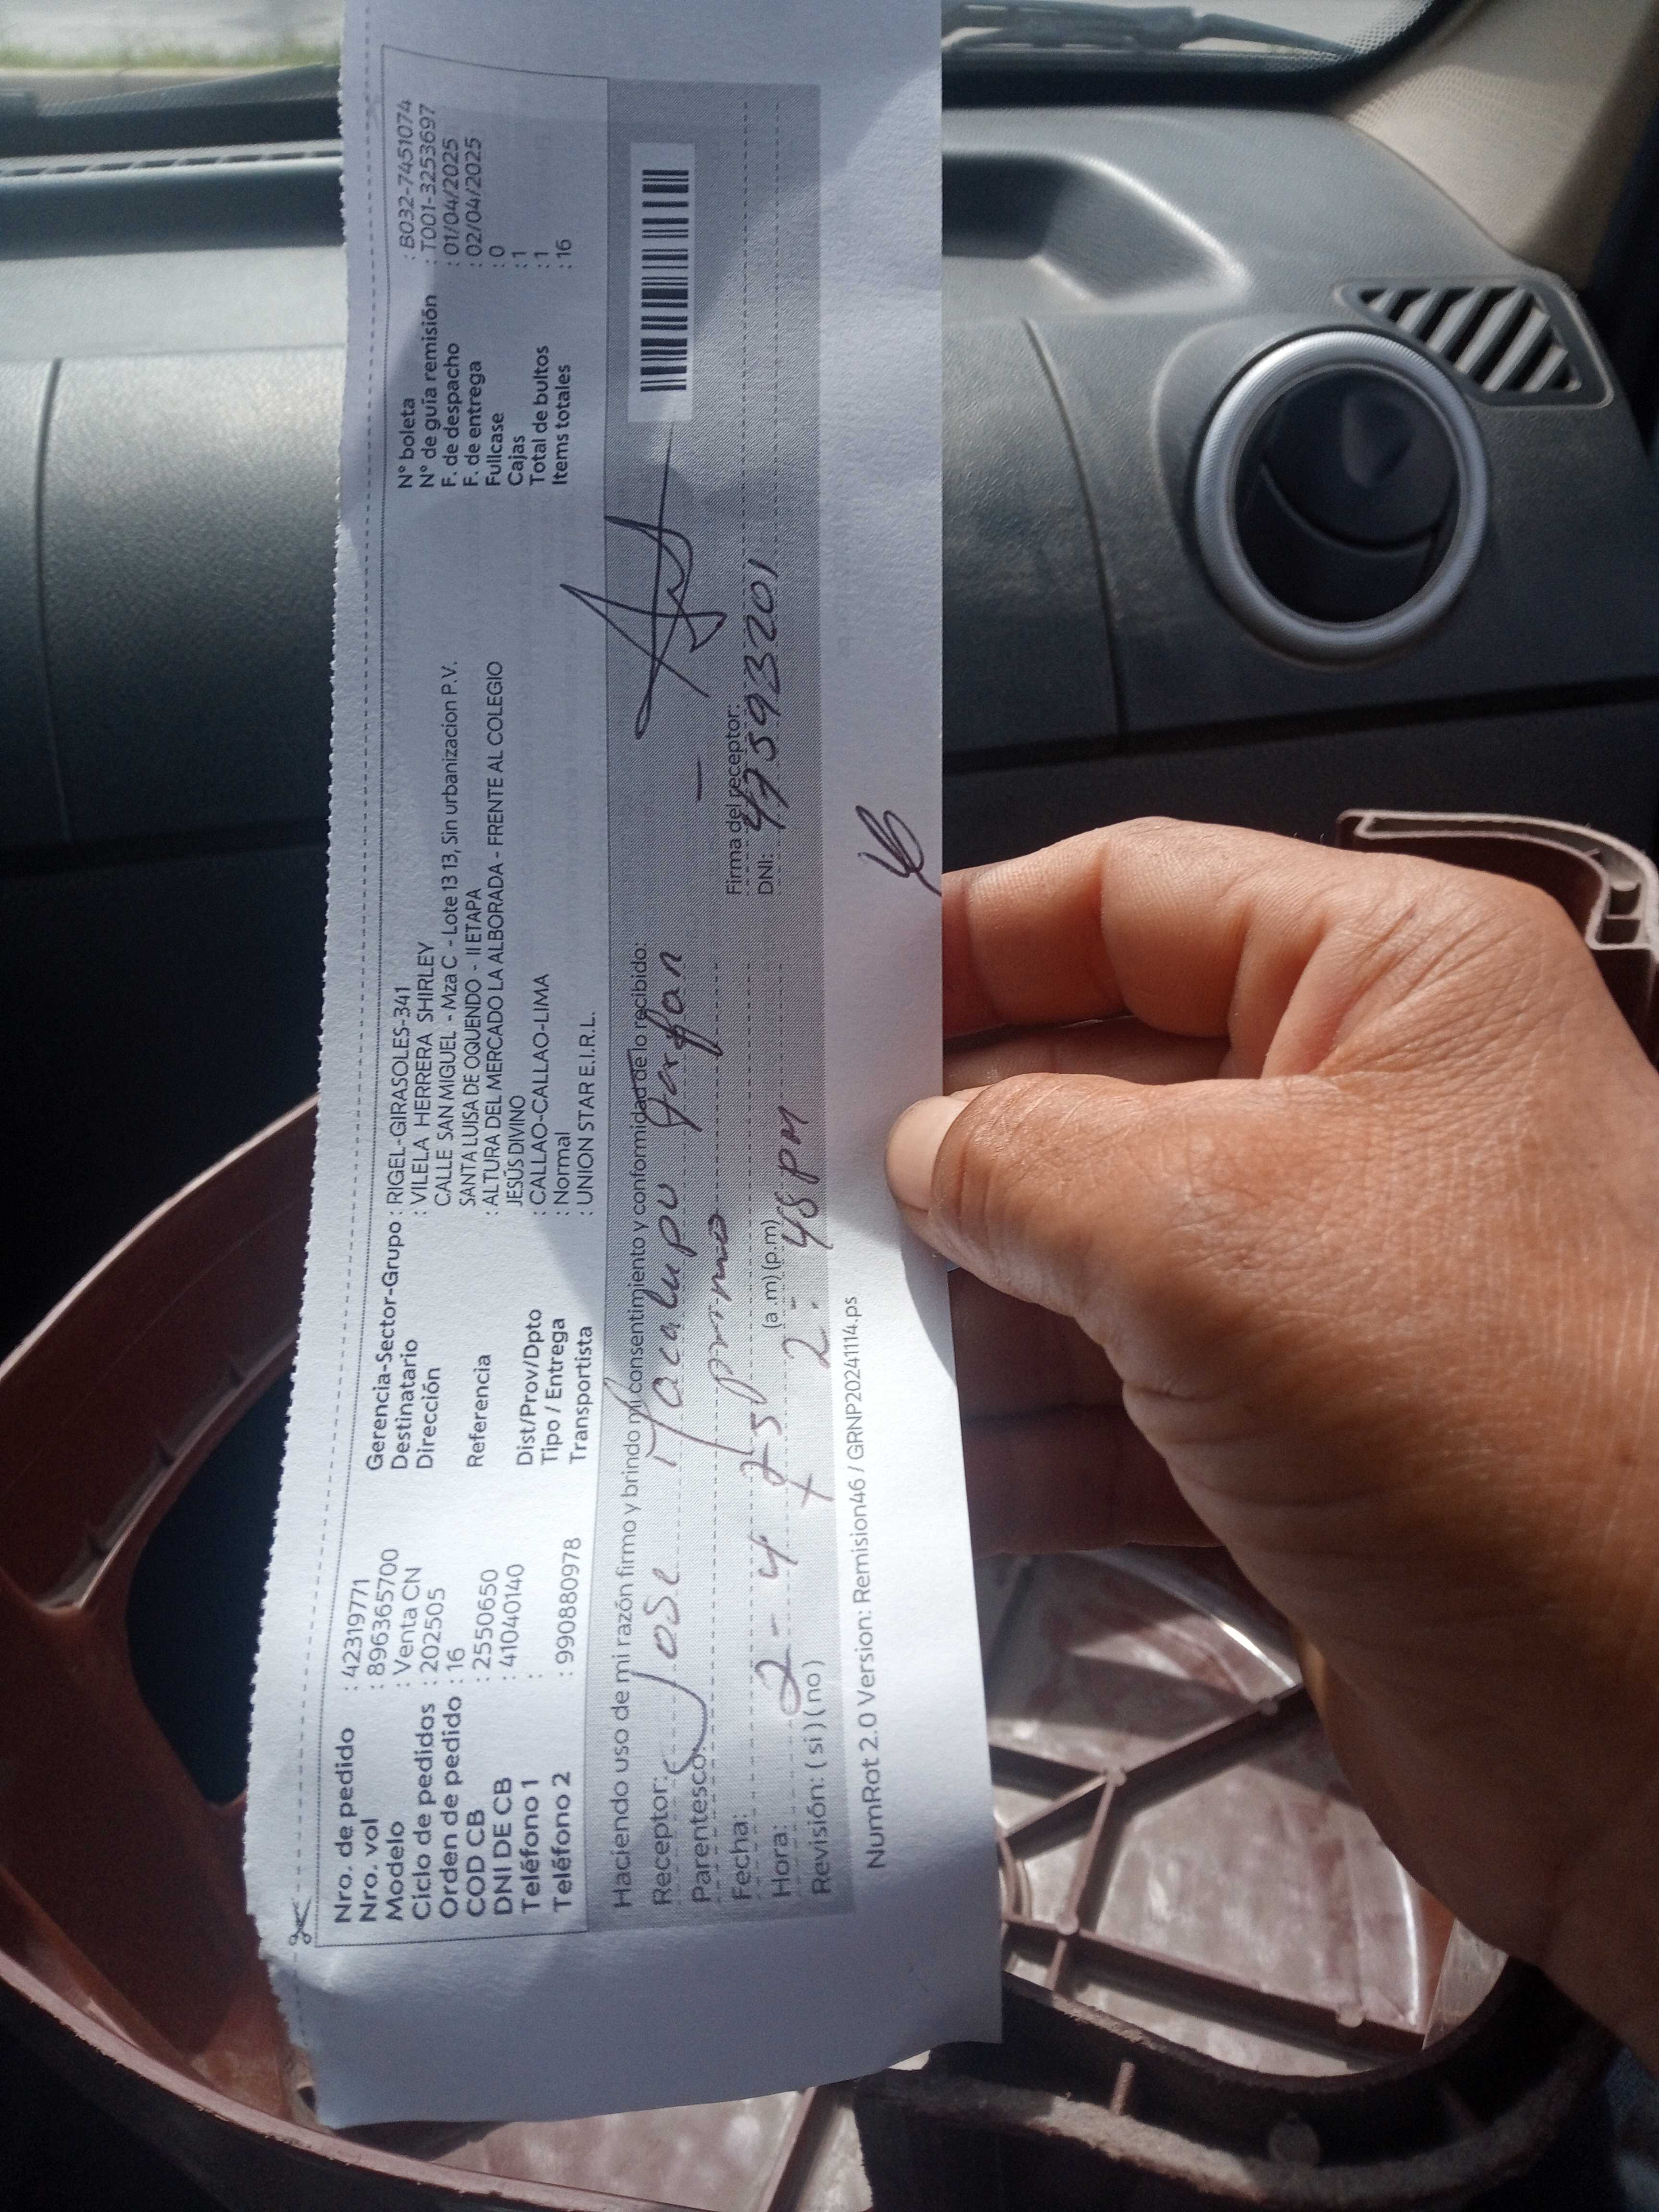 Nro. de pedido : 42319771
Nro. vol : 896365700
Modelo : Venta CN
Ciclo de pedidos : 202505
Orden de pedido : 16
COD CB : 2550650
DNI DE CB : 41040140
Teléfono 1 :
Teléfono 2 : 990880978
Gerencia-Sector-Grupo : RIGEL-GIRASOLES-341
Destinatario : VILELA HERRERA SHIRLEY
Dirección CALLE SAN MIGUEL - Mza C - Lote 13 13, Sin urbanizacion P.V.
SANTA LUISA DE OQUENDO - II ETAPA
Referencia : ALTURA DEL MERCADO LA ALBORADA - FRENTE AL COLEGIO
JESÚS DIVINO
Dist/Prov/Dpto : CALLAO-CALLAO-LIMA
Tipo / Entrega : Normal
Transportista : UNION STAR E.I.R.L.
N° boleta : B032-7451074
N° de guía remisión : T001-3253697
F. de despacho : 01/04/2025
F. de entrega : 02/04/2025
Fullcase : 0
Cajas : 1
Total de bultos : 1
Items totales : 16
Haciendo uso de mi razón firmo y brindo mi consentimiento y conformidad de lo recibido:
Receptor: Jose Macalupu farfan
Parentesco: primo
Fecha: 2 - 4
Hora: (a .m) (p.m) 2: 48 PM
Revisión: ( si ) ( no )
Firma del receptor:
DNI: 47593201
NumRot 2.0 Version: Remision46 / GRNP20241114.ps